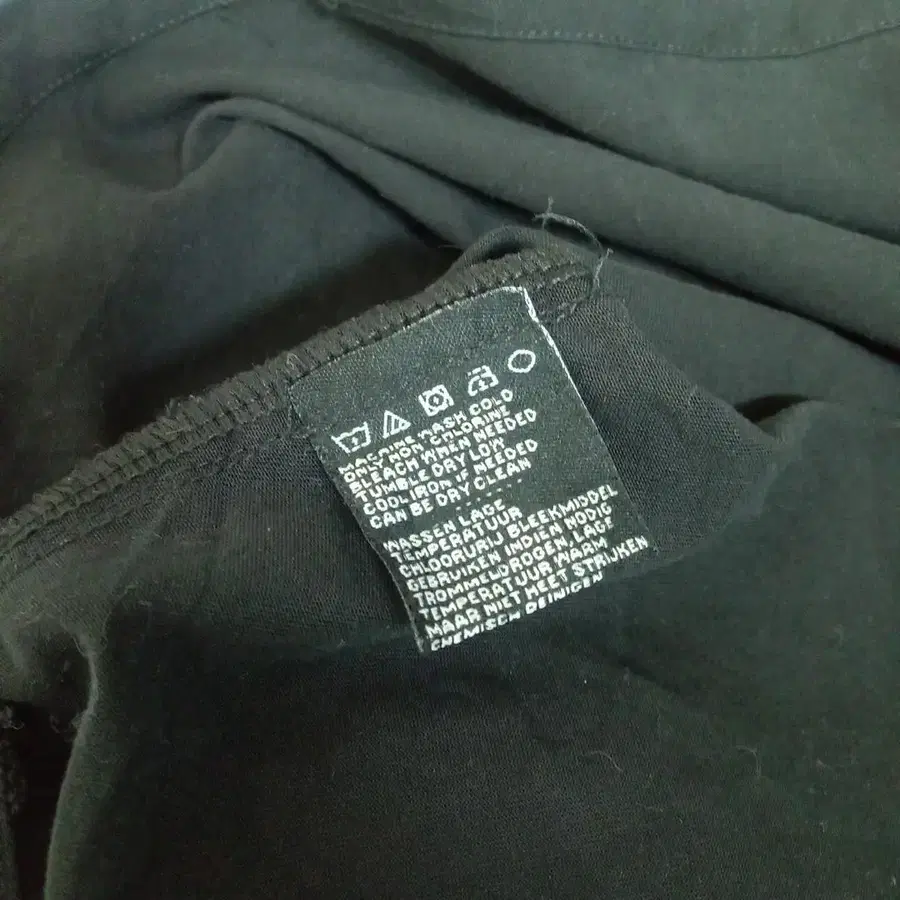 MACHINE WASH COLD
ONLY NON-CHLORINE
BLEACH WHEN NEEDED
TUMBLE DRY LOW
COOL IRON IF NEEDED
CAN BE DRY CLEAN
WASSEN LAGE
TEMPERATUUR
CHLOORVRIJ BLEEKMIDDEL
GEBRUIKEN INDIEN NODIG
TROMMELDROGEN, LAGE
TEMPERATUUR WARM
MAAR NIET HEET STRIJKEN
CHEMISCH REINIGEN